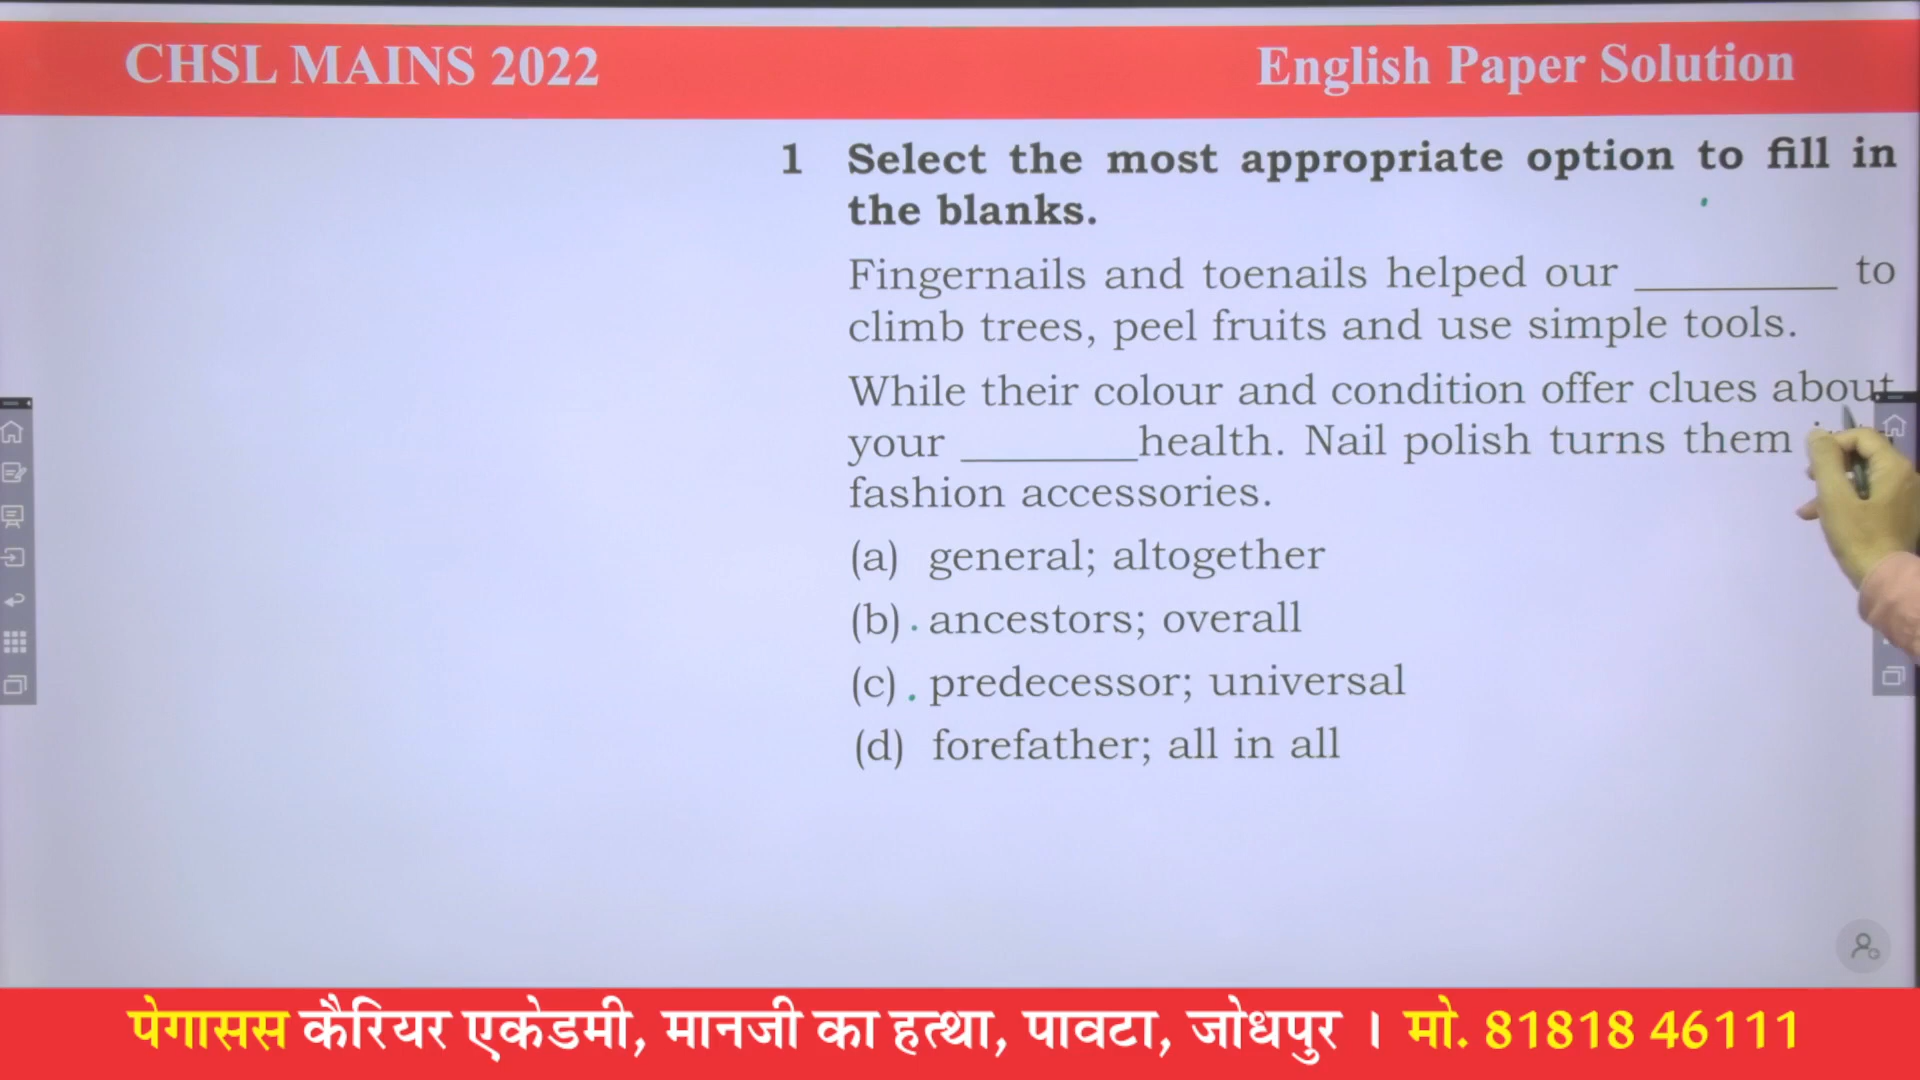 CHSL MAINS 2022
English Paper Solution
1 Select the most appropriate option to fill in
the blanks.
Fingernails and toenails helped our __________ to
climb trees, peel fruits and use simple tools.
While their colour and condition offer clues about
your _________health. Nail polish turns them
fashion accessories.
(a) general; altogether
(b) ancestors; overall
(c) predecessor; universal
(d) forefather; all in all
पेगासस कैरियर एकेडमी, मानजी का हत्था, पावटा, जोधपुर । मो. 81818 46111